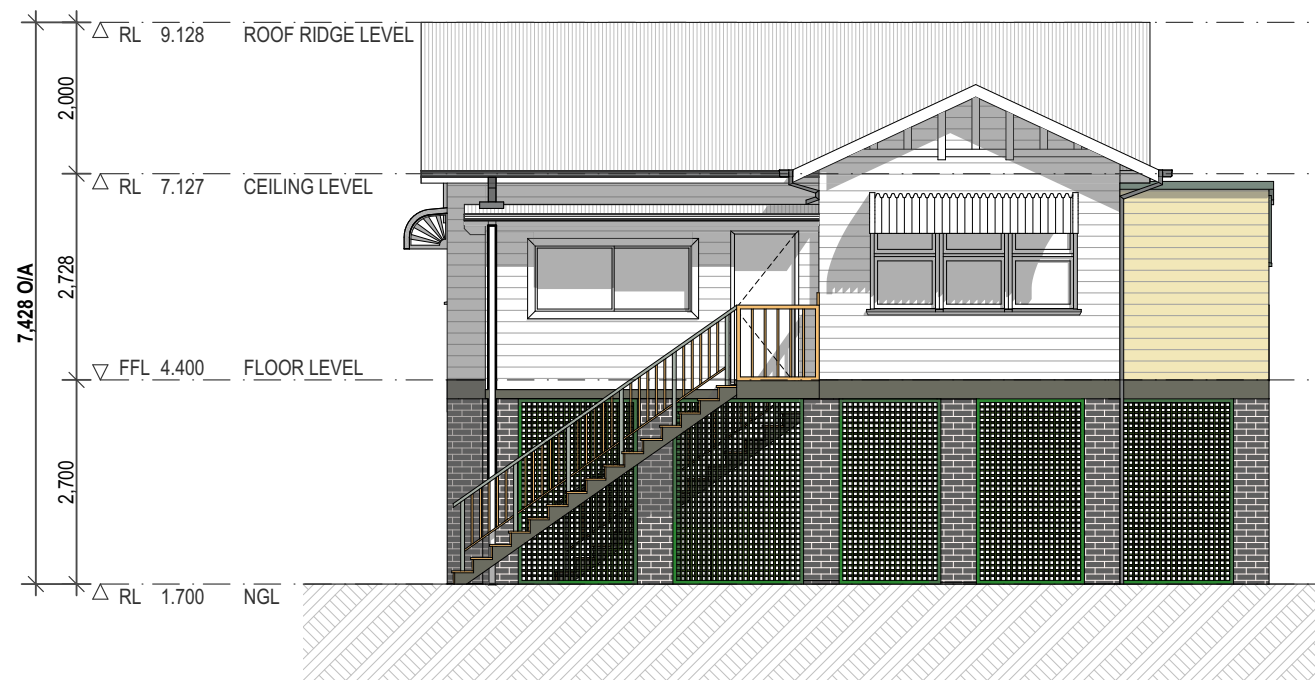 RL 9.128 ROOF RIDGE LEVEL
2,000
RL 7.127 CEILING LEVEL
2,728
7,428 O/A
FFL 4.400 FLOOR LEVEL
2,700
RL 1.700 NGL